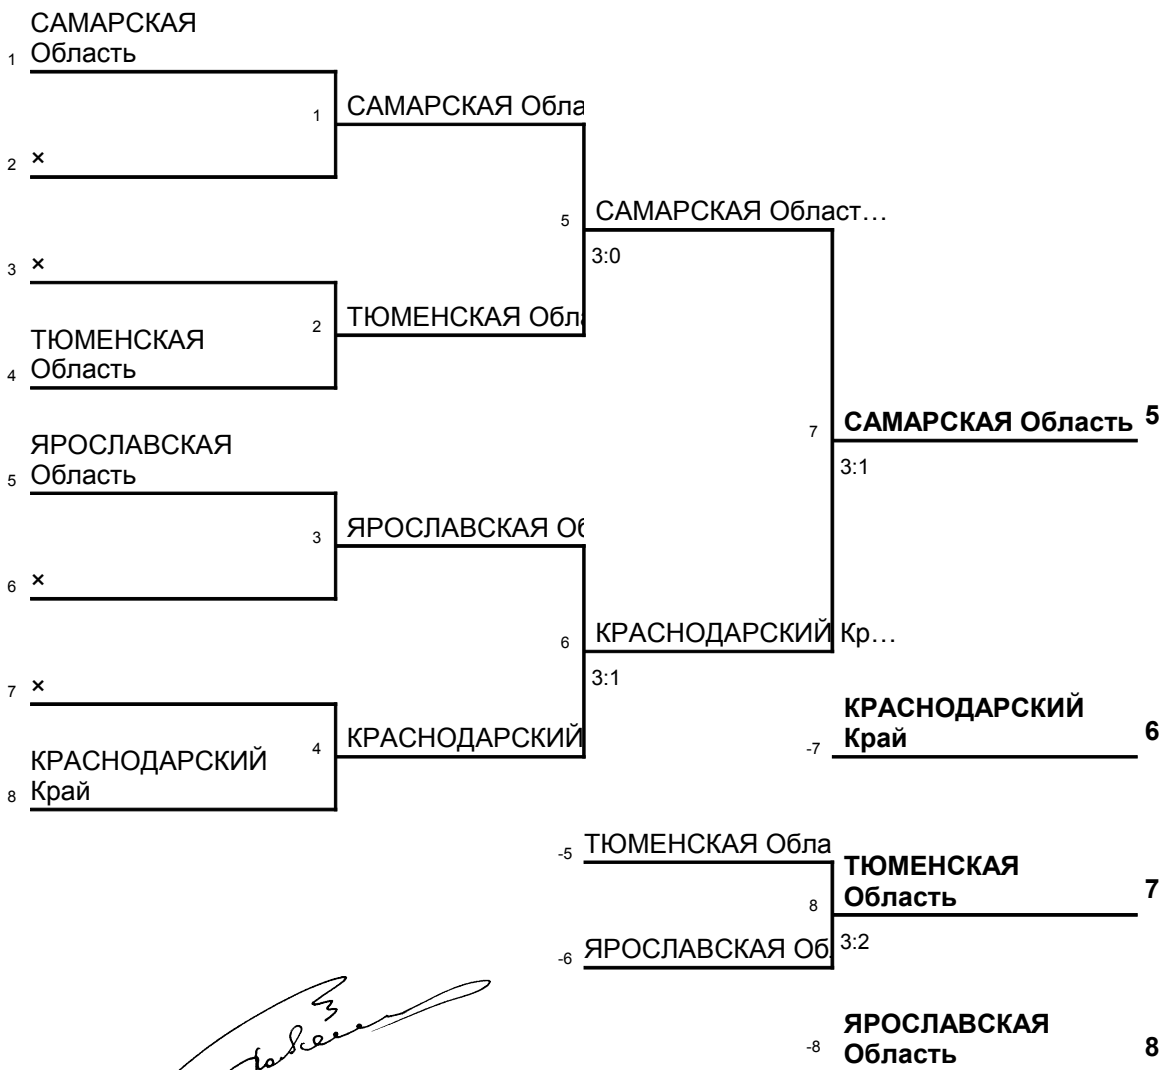 САМАРСКАЯ
1 Область
1 САМАРСКАЯ Обла
2 ×
5 САМАРСКАЯ Област…
3:0
3 ×
2 ТЮМЕНСКАЯ Обла
ТЮМЕНСКАЯ
4 Область
7 САМАРСКАЯ Область 5
3:1
ЯРОСЛАВСКАЯ
5 Область
3 ЯРОСЛАВСКАЯ Об
6 ×
6 КРАСНОДАРСКИЙ Кр…
3:1
7 ×
КРАСНОДАРСКИЙ
-7 Край 6
4 КРАСНОДАРСКИЙ
КРАСНОДАРСКИЙ
8 Край
-5 ТЮМЕНСКАЯ Обла
ТЮМЕНСКАЯ
8 Область 7
3:2
-6 ЯРОСЛАВСКАЯ Об
ЯРОСЛАВСКАЯ
-8 Область 8